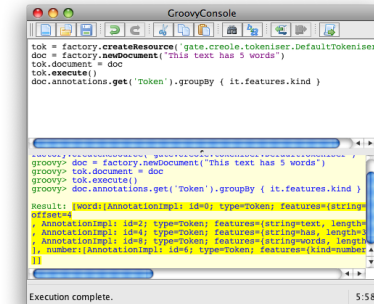 GroovyConsole
tok = factory.createResource('gate.creole.tokeniser.DefaultTokeniser
doc = factory.newDocument("This text has 5 words")
tok.document = doc
tok.execute()
doc.annotations.get('Token').groupBy { it.features.kind }
groovy> doc = factory.newDocument("This text has 5 words")
groovy> tok.document = doc
groovy> tok.execute()
groovy> doc.annotations.get('Token').groupBy { it.features.kind }
Result: [word:[AnnotationImpl: id=0; type=Token; features={string=
offset=4
, AnnotationImpl: id=2; type=Token; features={string=text, length=
, AnnotationImpl: id=4; type=Token; features={string=has, length=3
, AnnotationImpl: id=8; type=Token; features={string=words, length
], number:[AnnotationImpl: id=6; type=Token; features={kind=number
]]
Execution complete.
5:58